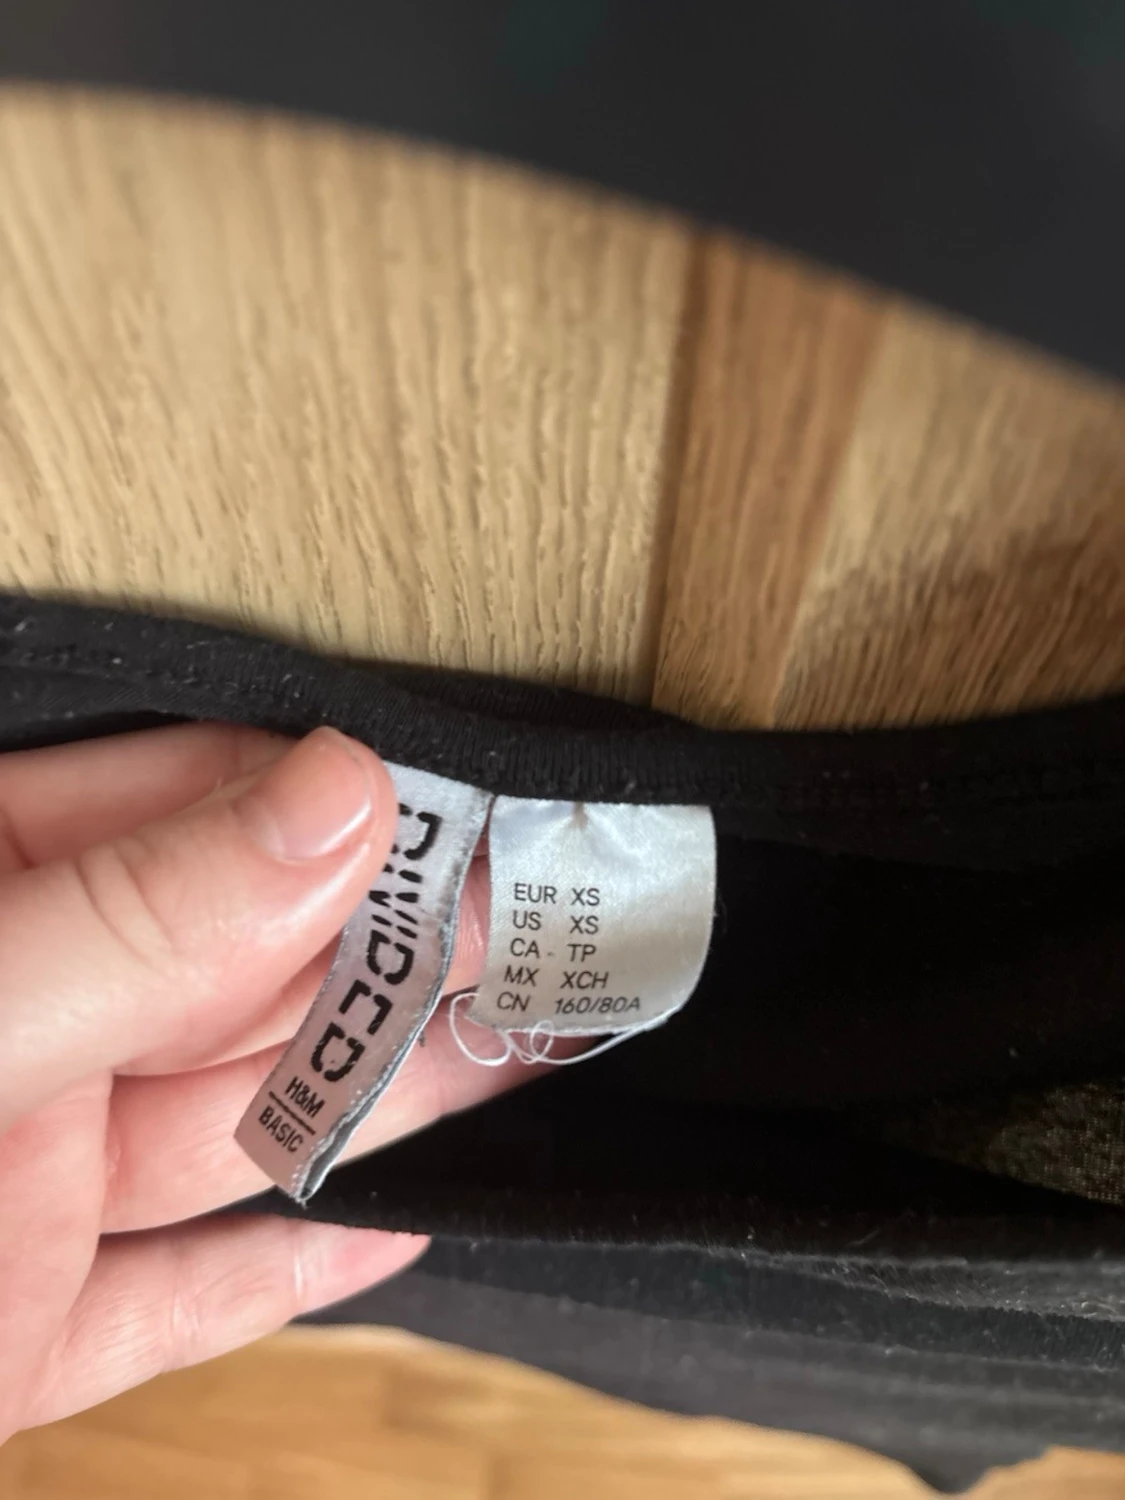 DIVIDED
H&M
BASIC
EUR XS
US XS
CA - TP
MX XCH
CN 160/80A